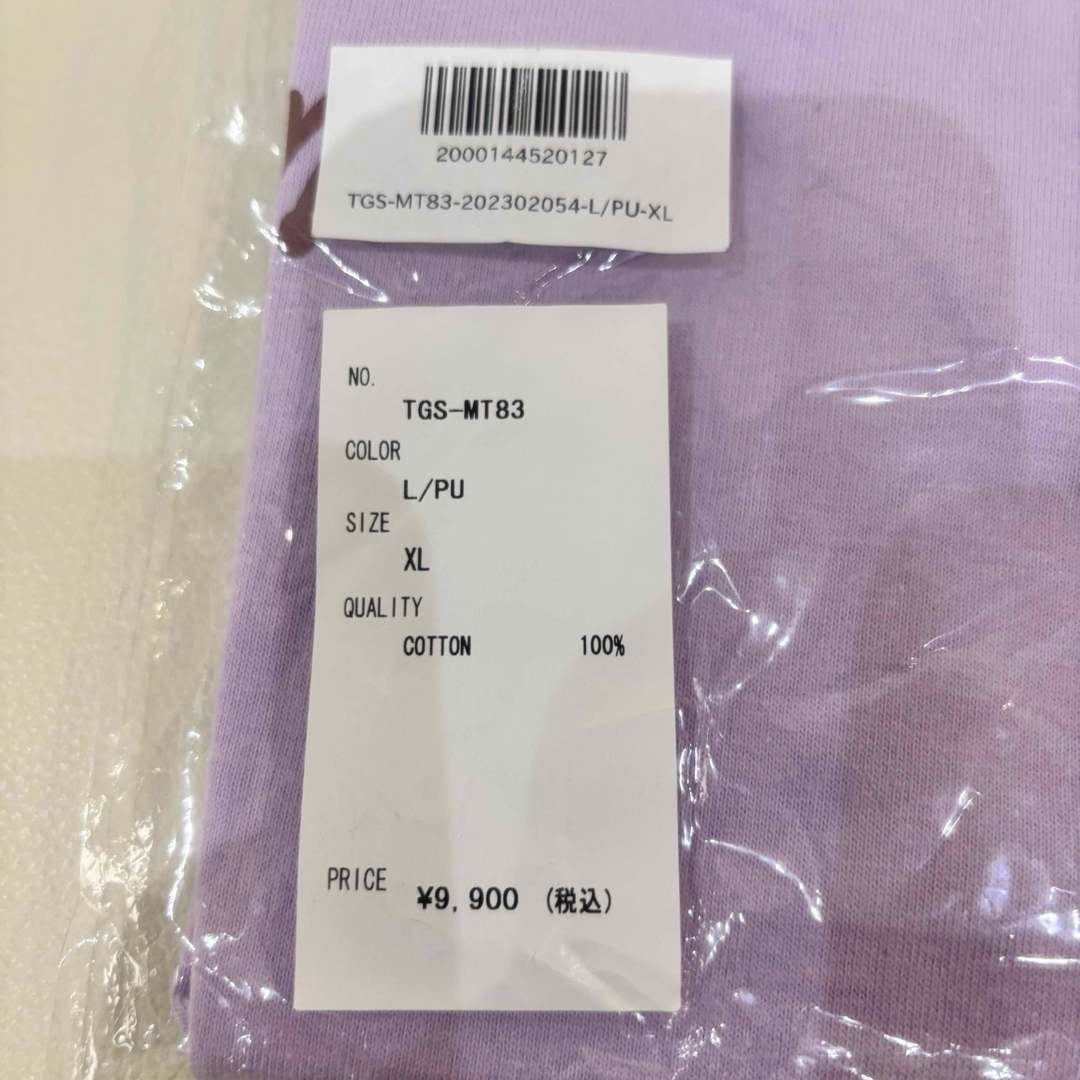 2000144520127
TGS-MT83-202302054-L/PU-XL
NO.
TGS-MT83
COLOR
L/PU
SIZE
XL
QUALITY
COTTON 100%
PRICE ¥9,900 (税込)